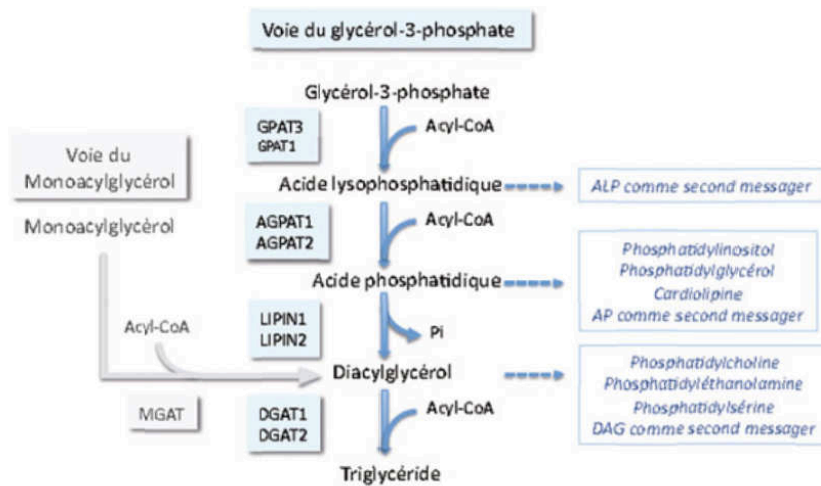 Voie du glycérol-3-phosphate
Glycérol-3-phosphate
GPAT3
GPAT1
Acyl-CoA
Voie du
Monoacylglycérol
Acide lysophosphatidique
ALP comme second messager
Monoacylglycérol
AGPAT1
AGPAT2
Acyl-CoA
Acide phosphatidique
Phosphatidylinositol
Phosphatidylglycérol
Cardiolipine
AP comme second messager
Acyl-CoA
LIPIN1
LIPIN2
Pi
Diacylglycérol
Phosphatidylcholine
Phosphatidyléthanolamine
Phosphatidylsérine
DAG comme second messager
MGAT
DGAT1
DGAT2
Acyl-CoA
Triglycéride